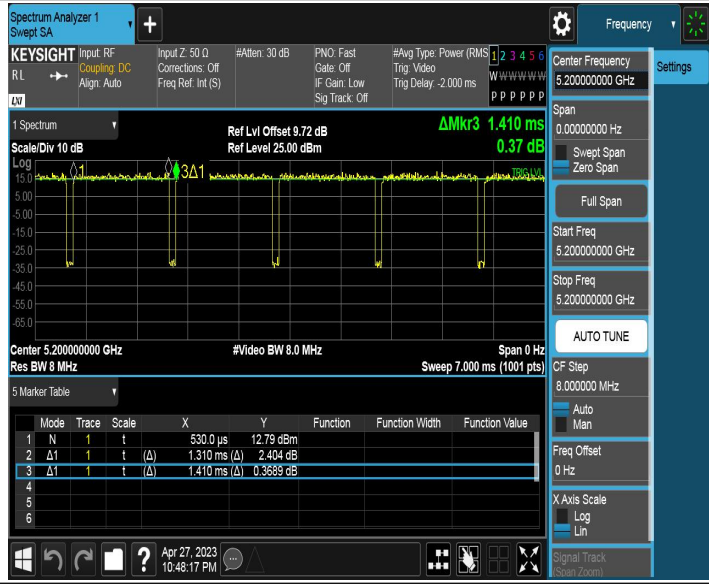 Spectrum Analyzer 1
Swept SA
Frequency
KEYSIGHT Input: RF Input Z: 50 Ω #Atten: 30 dB PNO: Fast #Avg Type: Power (RMS 1 2 3 4 5 6
RL Coupling: DC Corrections: Off Gate: Off Trig: Video W W W W W W
Align: Auto Freq Ref: Int (S) IF Gain: Low Trig Delay: -2.000 ms
Sig Track: Off P P P P P P
LXI
1 Spectrum
Scale/Div 10 dB
Ref Lvl Offset 9.72 dB
Ref Level 25.00 dBm
ΔMkr3 1.410 ms
0.37 dB
Log
1
3Δ1
TRIG LVL
15.0
5.00
-5.00
-15.0
-25.0
-35.0
-45.0
-55.0
-65.0
Center 5.200000000 GHz #Video BW 8.0 MHz Span 0 Hz
Res BW 8 MHz Sweep 7.000 ms (1001 pts)
5 Marker Table
Mode Trace Scale X Y Function Function Width Function Value
1 N 1 t 530.0 µs 12.79 dBm
2 Δ1 1 t (Δ) 1.310 ms (Δ) 2.404 dB
3 Δ1 1 t (Δ) 1.410 ms (Δ) 0.3689 dB
4
5
6
Apr 27, 2023
10:48:17 PM
Center Frequency
5.200000000 GHz
Settings
Span
0.00000000 Hz
Swept Span
Zero Span
Full Span
Start Freq
5.200000000 GHz
Stop Freq
5.200000000 GHz
AUTO TUNE
CF Step
8.000000 MHz
Auto
Man
Freq Offset
0 Hz
X Axis Scale
Log
Lin
Signal Track
(Span Zoom)